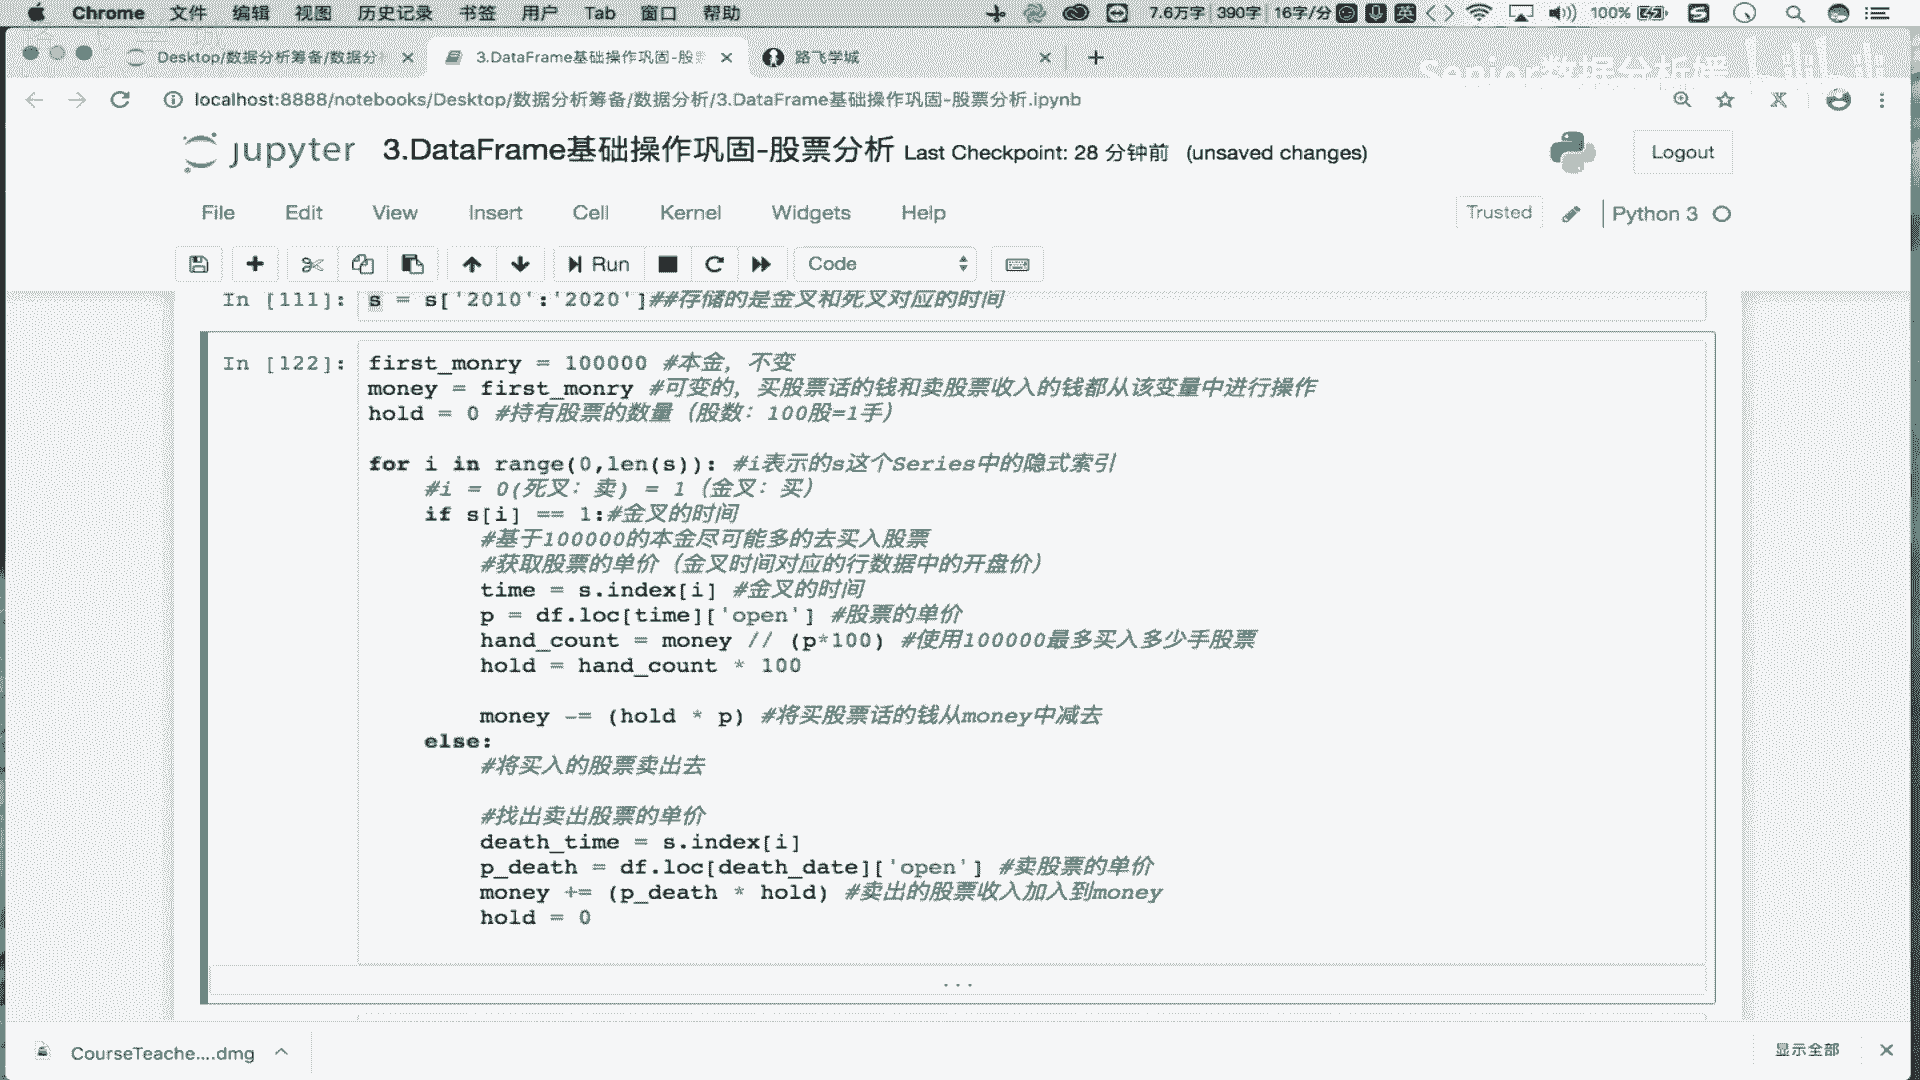 Chrome 文件 编辑 视图 历史记录 书签 用户 Tab 窗口 帮助 7.6万字 390字 16字/分 英 100%
Desktop/数据分析筹备/数据分 3.DataFrame基础操作巩固-股 路飞学城
localhost:8888/notebooks/Desktop/数据分析筹备/数据分析/3.DataFrame基础操作巩固-股票分析.ipynb
jupyter 3.DataFrame基础操作巩固-股票分析 Last Checkpoint: 28 分钟前 (unsaved changes) Logout
File Edit View Insert Cell Kernel Widgets Help Trusted Python 3
Run Code
In [111]: s = s['2010':'2020']##存储的是金叉和死叉对应的时间
In [122]: first_monry = 100000 #本金，不变
money = first_monry #可变的，买股票话的钱和卖股票收入的钱都从该变量中进行操作
hold = 0 #持有股票的数量（股数：100股=1手）
for i in range(0,len(s)): #i表示的s这个Series中的隐式索引
#i = 0(死叉：卖) = 1（金叉：买）
if s[i] == 1:#金叉的时间
#基于100000的本金尽可能多的去买入股票
#获取股票的单价（金叉时间对应的行数据中的开盘价）
time = s.index[i] #金叉的时间
p = df.loc[time]['open'] #股票的单价
hand_count = money // (p*100) #使用100000最多买入多少手股票
hold = hand_count * 100
money -= (hold * p) #将买股票话的钱从money中减去
else:
#将买入的股票卖出去
#找出卖出股票的单价
death_time = s.index[i]
p_death = df.loc[death_date]['open'] #卖股票的单价
money += (p_death * hold) #卖出的股票收入加入到money
hold = 0
...
CourseTeache....dmg 显示全部